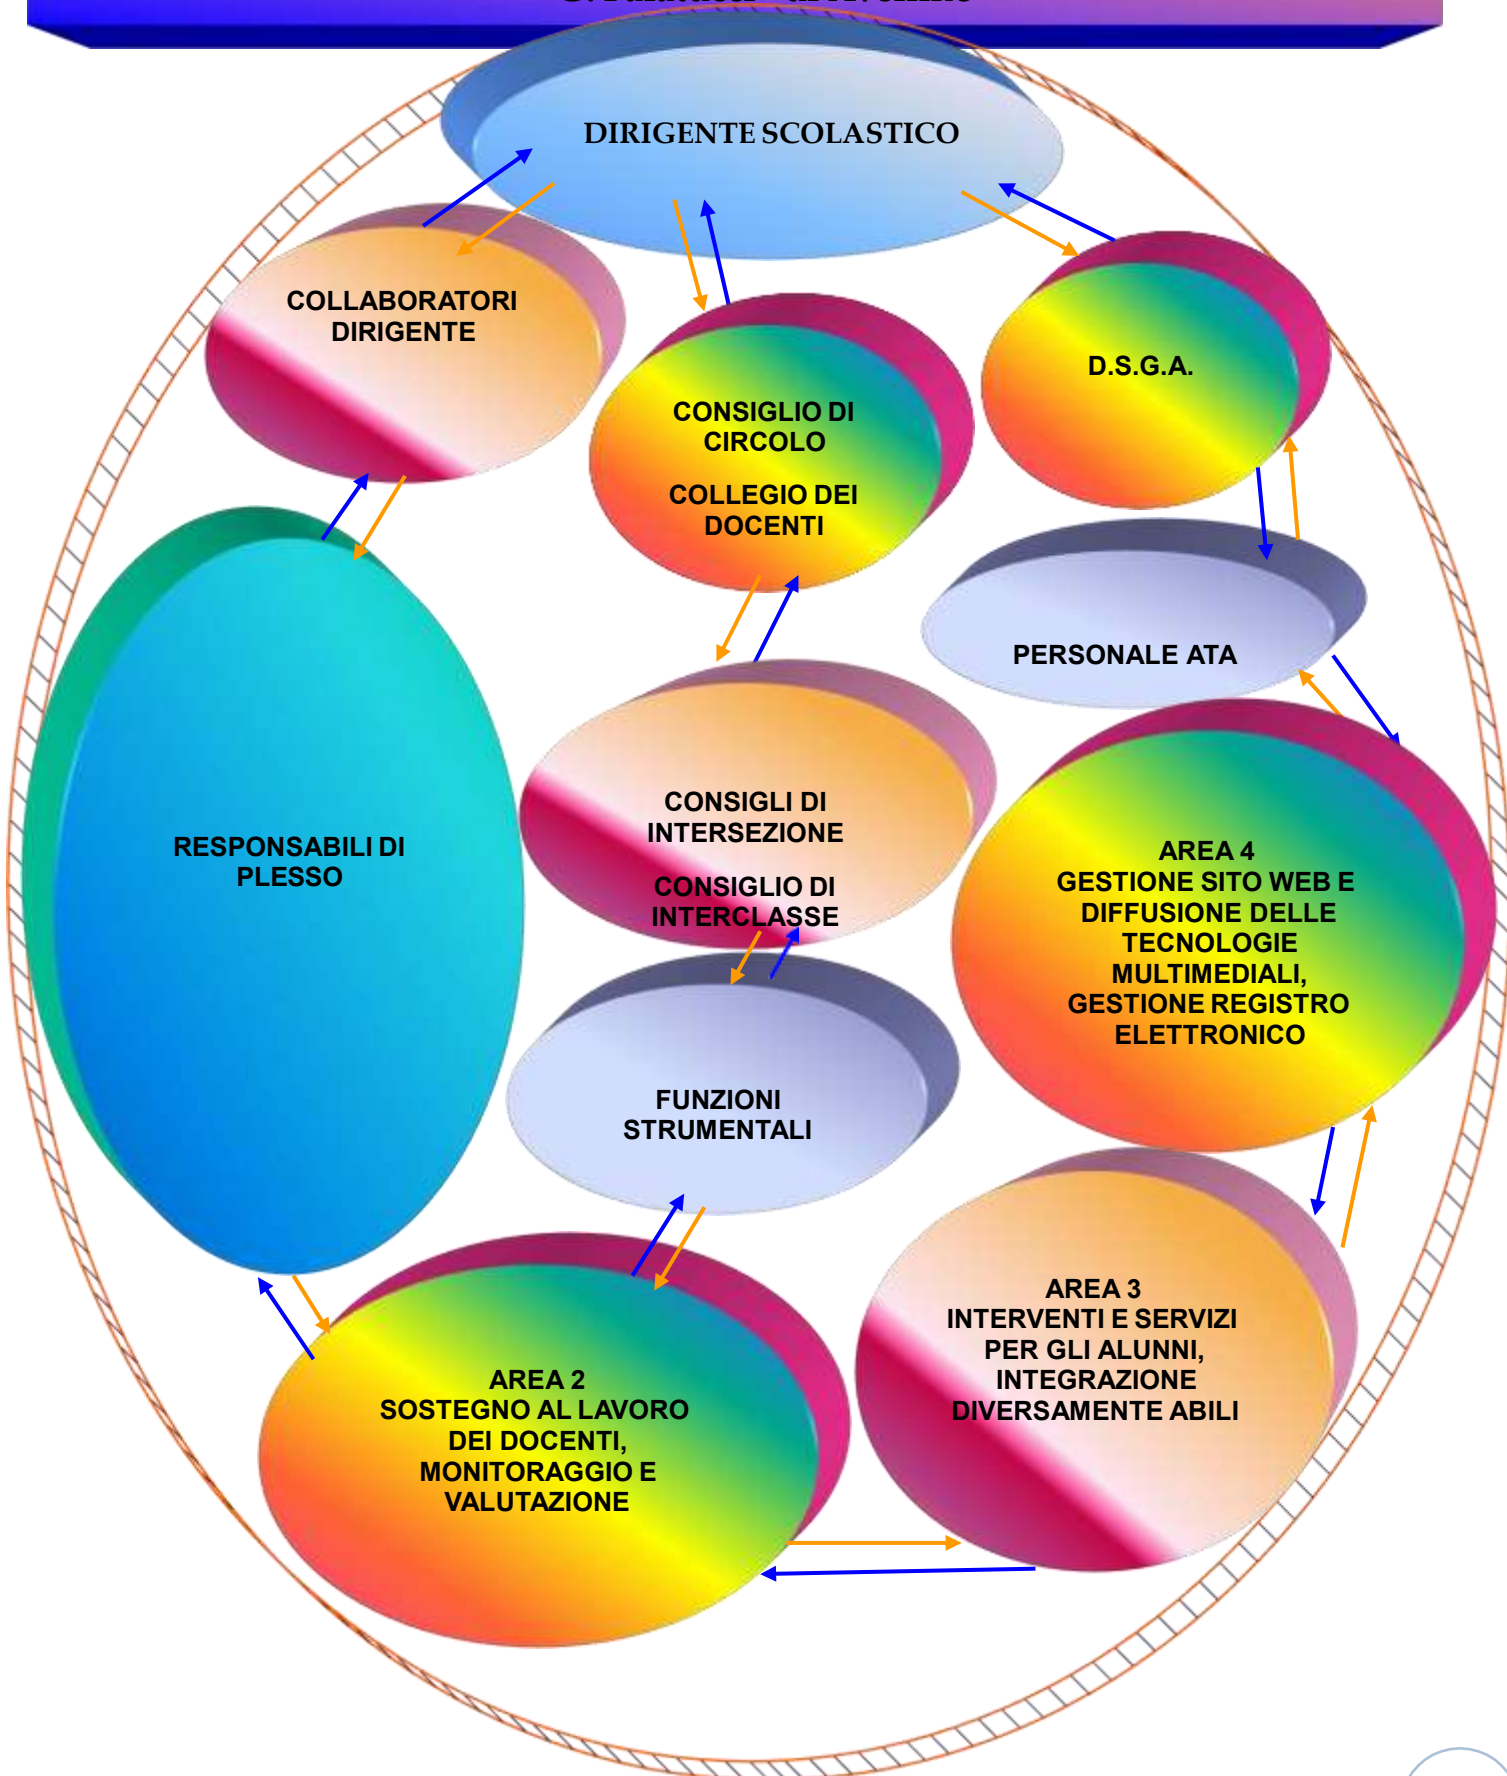 DIRIGENTE SCOLASTICO
COLLABORATORI
DIRIGENTE
CONSIGLIO DI
CIRCOLO
COLLEGIO DEI
DOCENTI
D.S.G.A.
PERSONALE ATA
RESPONSABILI DI
PLESSO
CONSIGLI DI
INTERSEZIONE
CONSIGLIO DI
INTERCLASSE
AREA 4
GESTIONE SITO WEB E
DIFFUSIONE DELLE
TECNOLOGIE
MULTIMEDIALI,
GESTIONE REGISTRO
ELETTRONICO
FUNZIONI
STRUMENTALI
AREA 3
INTERVENTI E SERVIZI
PER GLI ALUNNI,
INTEGRAZIONE
DIVERSAMENTE ABILI
AREA 2
SOSTEGNO AL LAVORO
DEI DOCENTI,
MONITORAGGIO E
VALUTAZIONE